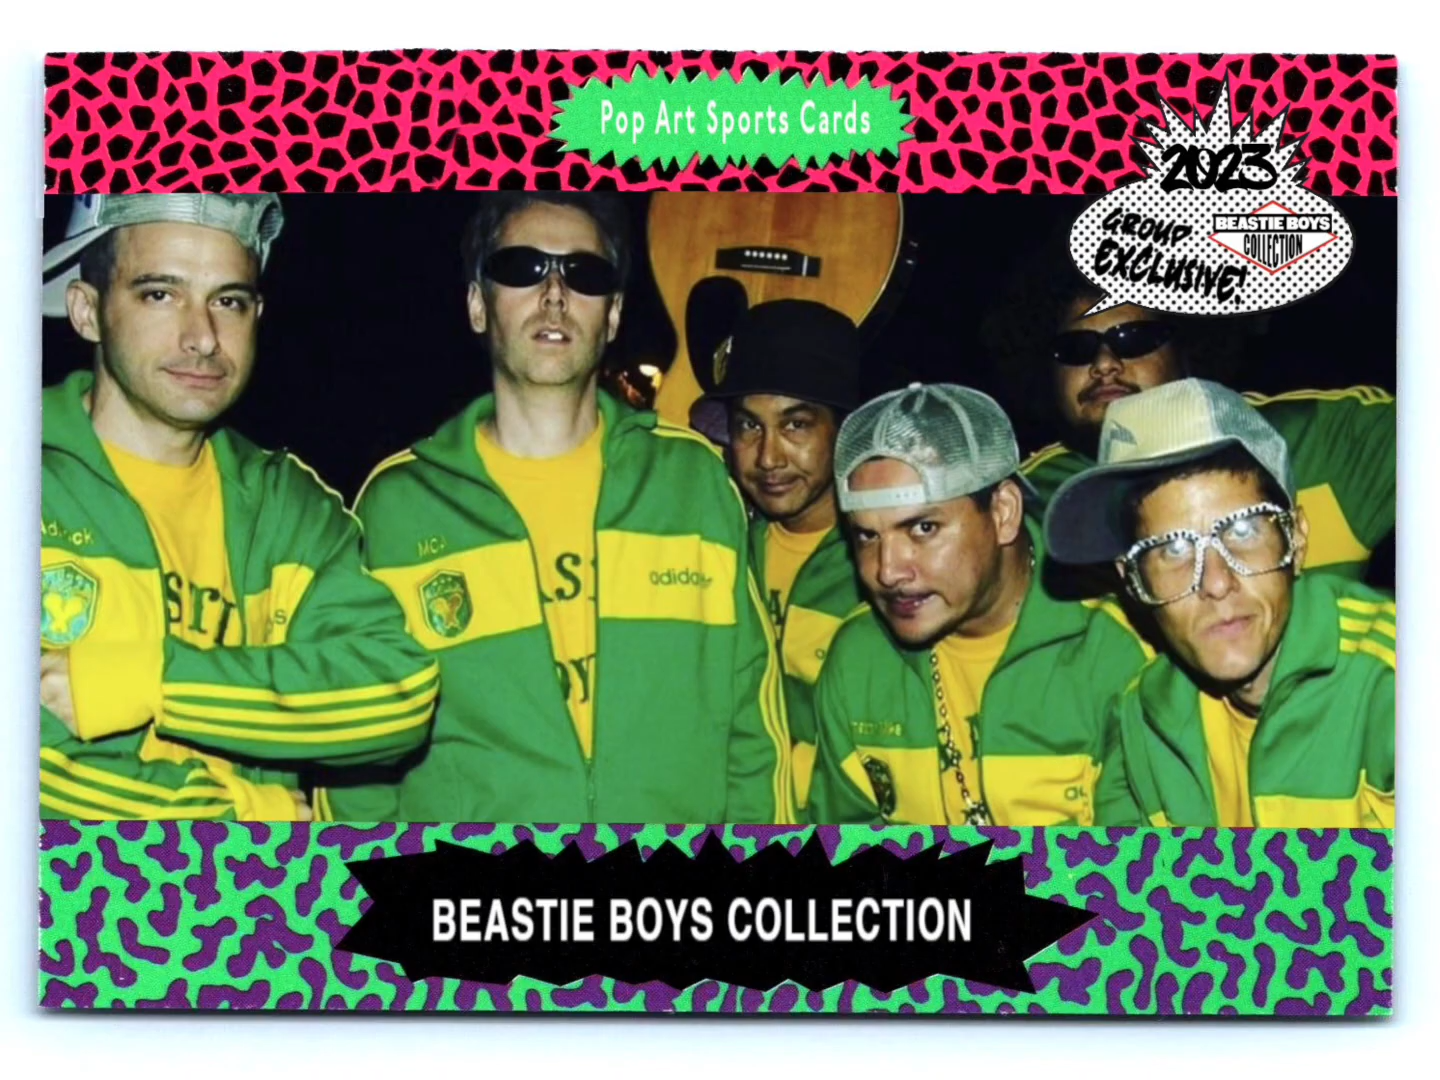 Pop Art Sports Cards
2023
GROUP
EXCLUSIVE!
BEASTIE BOYS
COLLECTION
MCA
adidas
BEASTIE BOYS COLLECTION